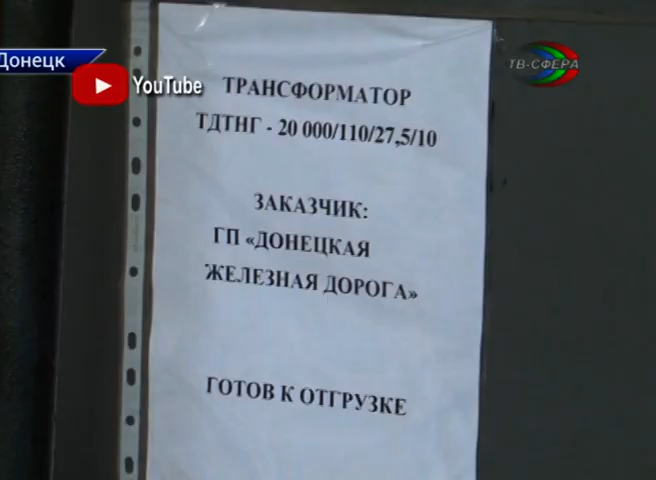 Донецк
YouTube
ТВ-СФЕРА
ТРАНСФОРМАТОР
ТДТНГ - 20 000/110/27,5/10
ЗАКАЗЧИК:
ГП «ДОНЕЦКАЯ
ЖЕЛЕЗНАЯ ДОРОГА»
ГОТОВ К ОТГРУЗКЕ